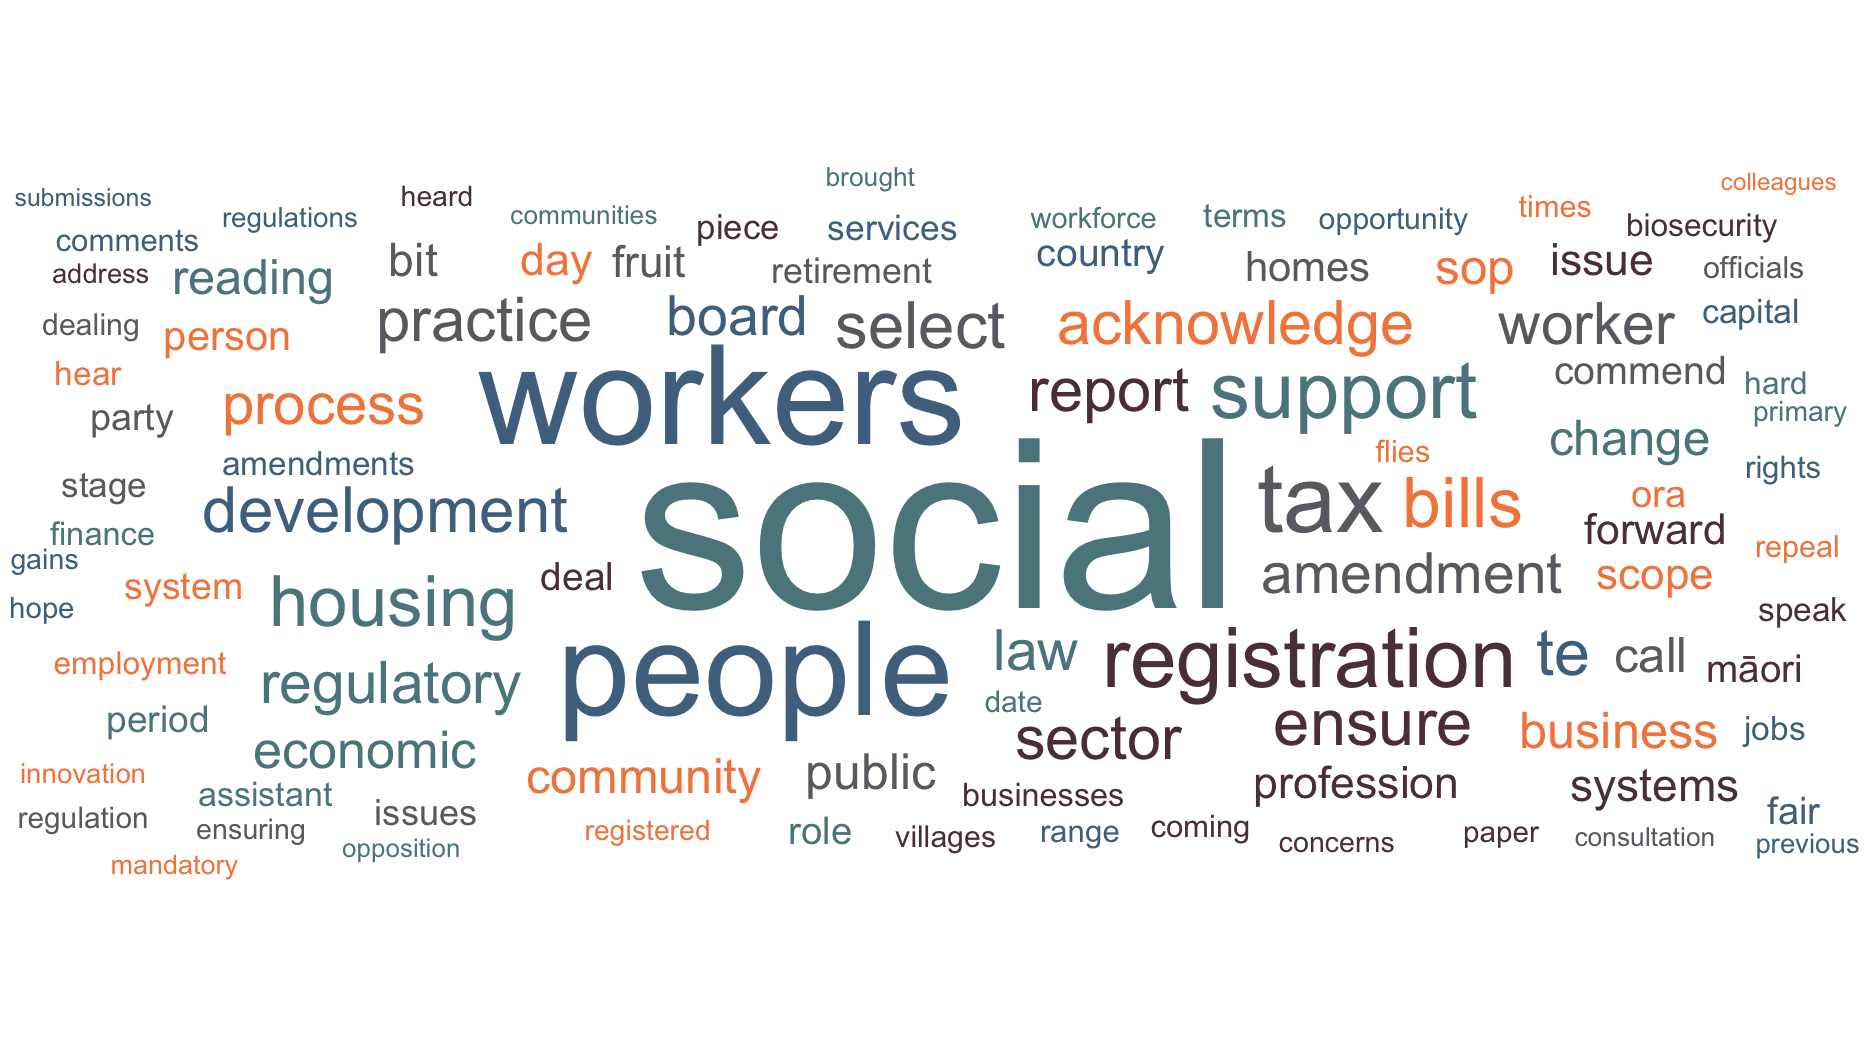 brought
colleagues
submissions
heard
regulations
communities
piece
services
workforce
terms
opportunity
times
biosecurity
comments
address
reading
bit
day
fruit
retirement
country
homes
sop
issue
officials
dealing
person
practice
board
select
acknowledge
worker
capital
hear
party
process
workers
report
support
commend
hard
primary
amendments
flies
change
rights
stage
development
social
tax
bills
ora
forward
finance
gains
repeal
system
deal
amendment
scope
hope
housing
speak
employment
regulatory
people
law
registration
te
call
māori
date
period
economic
sector
ensure
business
jobs
innovation
assistant
community
public
businesses
profession
systems
fair
regulation
ensuring
issues
registered
role
villages
range
coming
concerns
paper
consultation
previous
opposition
mandatory